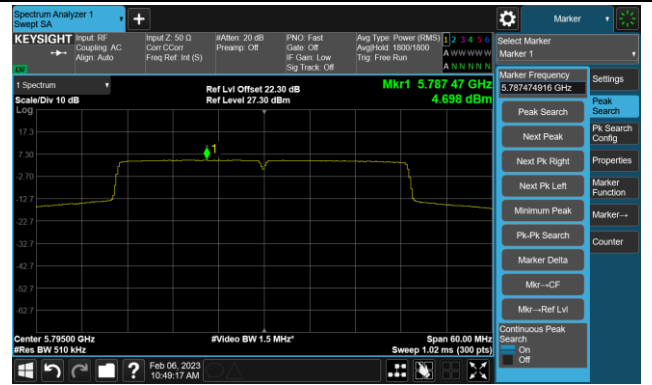 Spectrum Analyzer 1
Swept SA
+
Marker
KEYSIGHT
Input: RF
Coupling: AC
Align: Auto
Input Z: 50 Ω
Corr CCorr
Freq Ref: Int (S)
#Atten: 20 dB
Preamp: Off
PNO: Fast
Gate: Off
IF Gain: Low
Sig Track: Off
Avg Type: Power (RMS)
Avg|Hold: 1800/1800
Trig: Free Run
1 2 3 4 5 6
A W W W W W
A N N N N N
Select Marker
Marker 1
1 Spectrum
Scale/Div 10 dB
Log
Ref Lvl Offset 22.30 dB
Ref Level 27.30 dBm
Mkr1 5.787 47 GHz
4.698 dBm
17.3
7.30
-2.70
-12.7
-22.7
-32.7
-42.7
-52.7
-62.7
1
Center 5.79500 GHz
#Res BW 510 kHz
#Video BW 1.5 MHz*
Span 60.00 MHz
Sweep 1.02 ms (300 pts)
Marker Frequency
5.787474916 GHz
Peak Search
Next Peak
Next Pk Right
Next Pk Left
Minimum Peak
Pk-Pk Search
Marker Delta
Mkr→CF
Mkr→Ref Lvl
Continuous Peak
Search
On
Off
Settings
Peak
Search
Pk Search
Config
Properties
Marker
Function
Marker→
Counter
?
Feb 06, 2023
10:49:17 AM